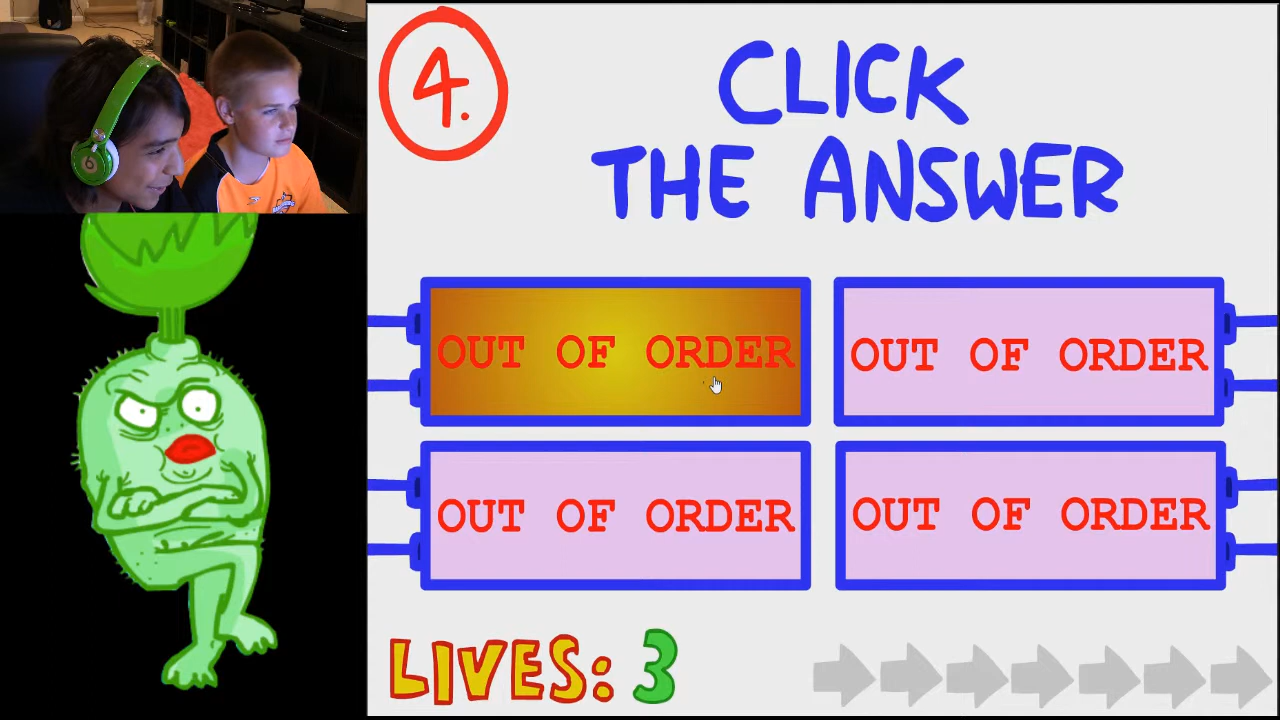 4.
CLICK
THE ANSWER
OUT OF ORDER
OUT OF ORDER
OUT OF ORDER
OUT OF ORDER
LIVES: 3